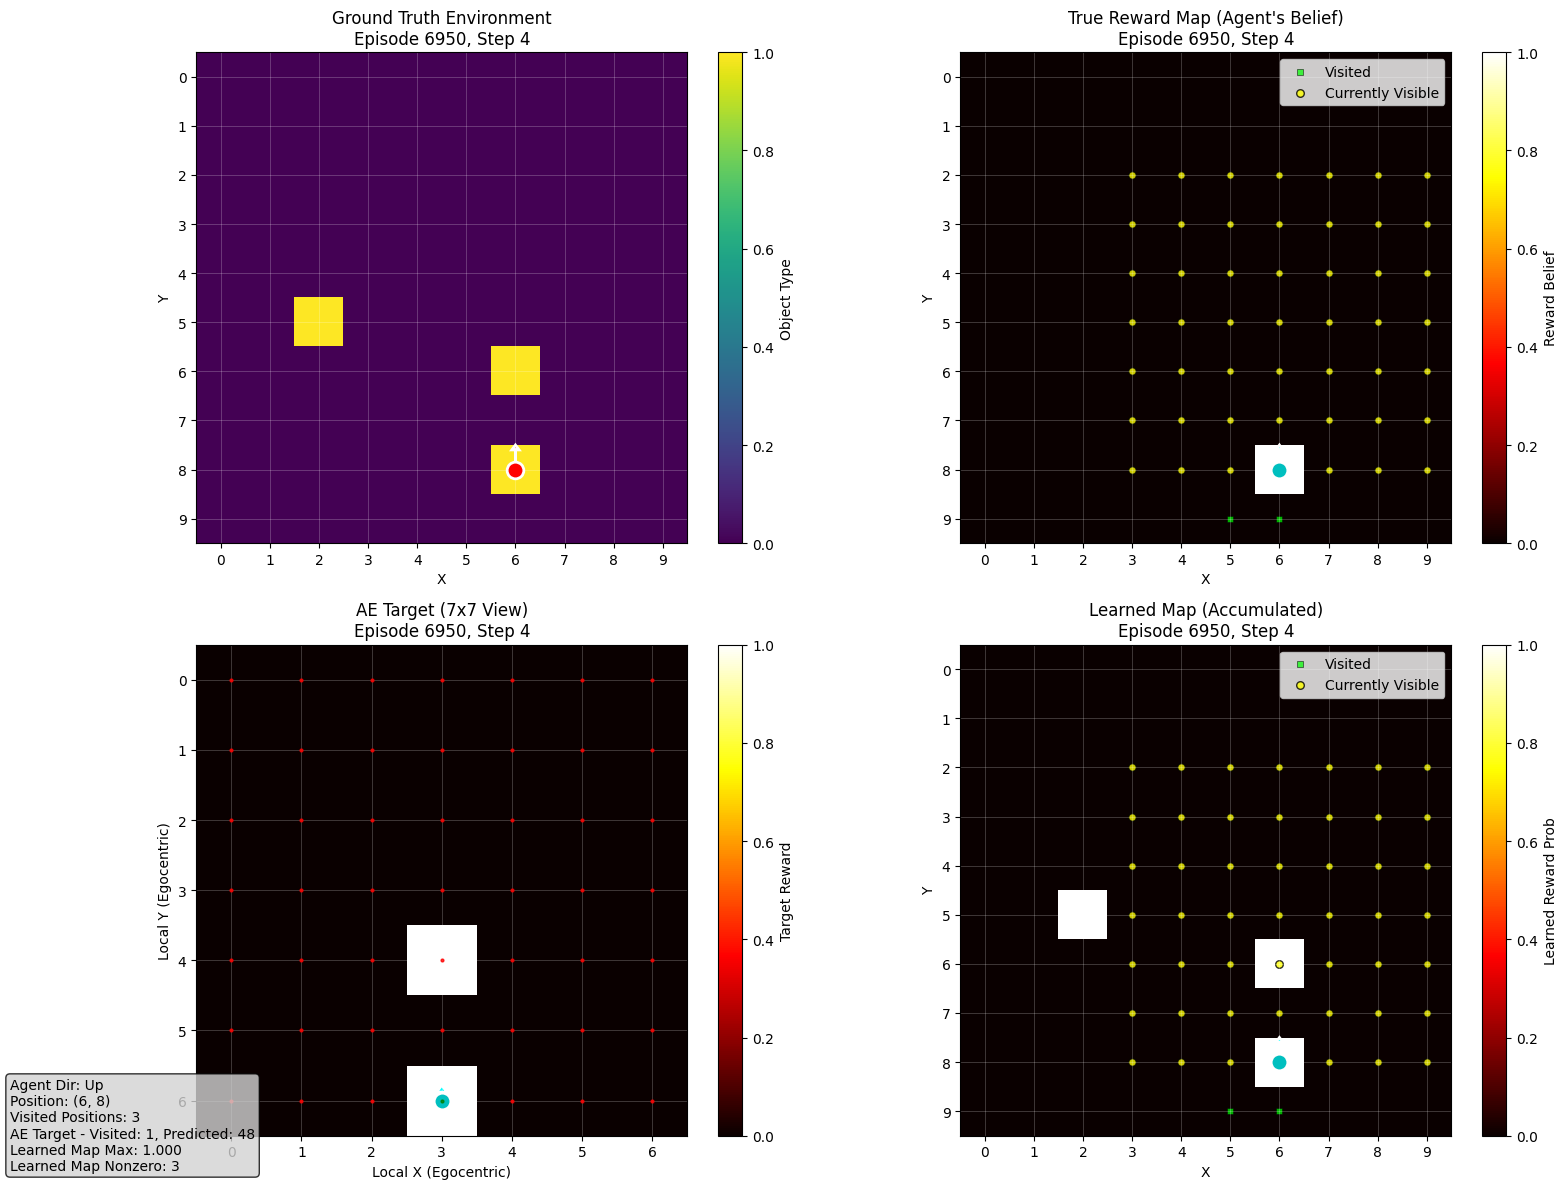 Ground Truth Environment
Episode 6950, Step 4
0
1
2
3
4
5
6
7
8
9
Y
0 1 2 3 4 5 6 7 8 9
X
1.0
0.8
0.6
0.4
0.2
0.0
Object Type
True Reward Map (Agent's Belief)
Episode 6950, Step 4
Visited
Currently Visible
0
1
2
3
4
5
6
7
8
9
Y
0 1 2 3 4 5 6 7 8 9
X
1.0
0.8
0.6
0.4
0.2
0.0
Reward Belief
AE Target (7x7 View)
Episode 6950, Step 4
0
1
2
3
4
5
6
Local Y (Egocentric)
0 1 2 3 4 5 6
Local X (Egocentric)
1.0
0.8
0.6
0.4
0.2
0.0
Target Reward
Learned Map (Accumulated)
Episode 6950, Step 4
Visited
Currently Visible
0
1
2
3
4
5
6
7
8
9
Y
0 1 2 3 4 5 6 7 8 9
X
1.0
0.8
0.6
0.4
0.2
0.0
Learned Reward Prob
Agent Dir: Up
Position: (6, 8)
Visited Positions: 3
AE Target - Visited: 1, Predicted: 48
Learned Map Max: 1.000
Learned Map Nonzero: 3